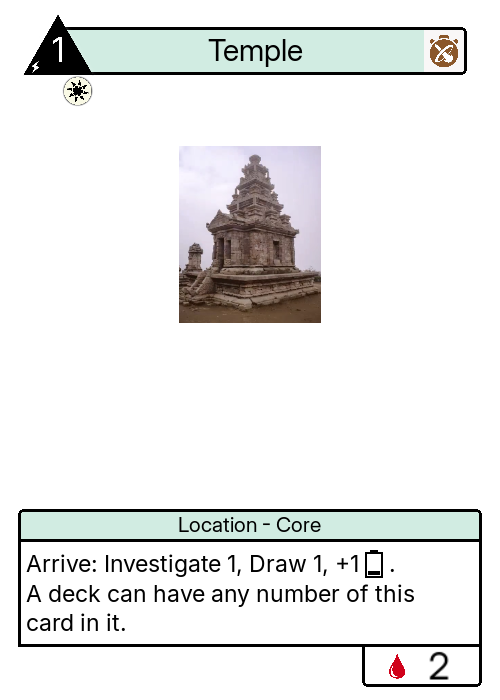 1
Temple
Location - Core
Arrive: Investigate 1, Draw 1, +1 .
A deck can have any number of this
card in it.
2